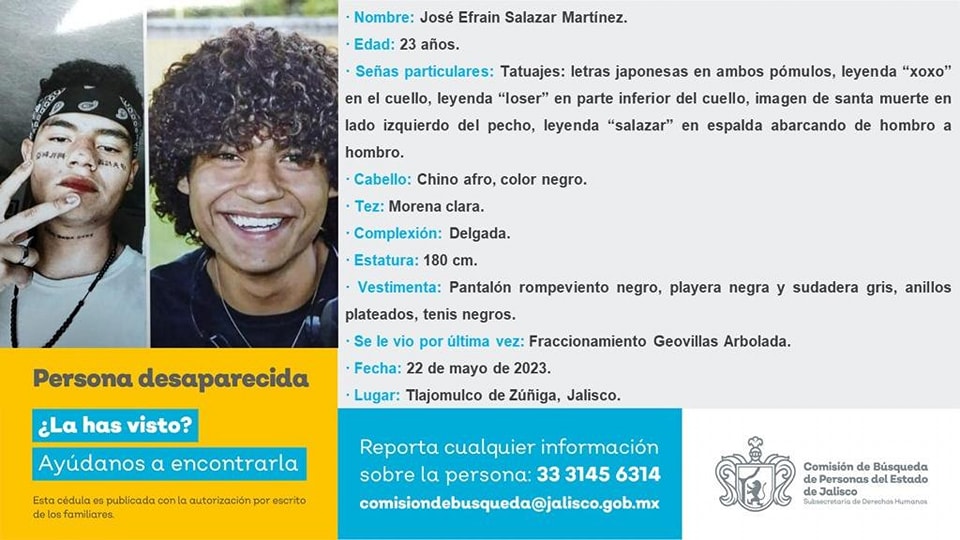 · Nombre: José Efrain Salazar Martínez.
· Edad: 23 años.
· Señas particulares: Tatuajes: letras japonesas en ambos pómulos, leyenda “xoxo”
en el cuello, leyenda “loser” en parte inferior del cuello, imagen de santa muerte en
lado izquierdo del pecho, leyenda “salazar” en espalda abarcando de hombro a
hombro.
· Cabello: Chino afro, color negro.
· Tez: Morena clara.
· Complexión: Delgada.
· Estatura: 180 cm.
· Vestimenta: Pantalón rompeviento negro, playera negra y sudadera gris, anillos
plateados, tenis negros.
· Se le vio por última vez: Fraccionamiento Geovillas Arbolada.
· Fecha: 22 de mayo de 2023.
· Lugar: Tlajomulco de Zúñiga, Jalisco.
Persona desaparecida
¿La has visto?
Ayúdanos a encontrarla
Esta cédula es publicada con la autorización por escrito
de los familiares.
Reporta cualquier información
sobre la persona: 33 3145 6314
comisiondebusqueda@jalisco.gob.mx
Comisión de Búsqueda
de Personas del Estado
de Jalisco
Subsecretaría de Derechos Humanos